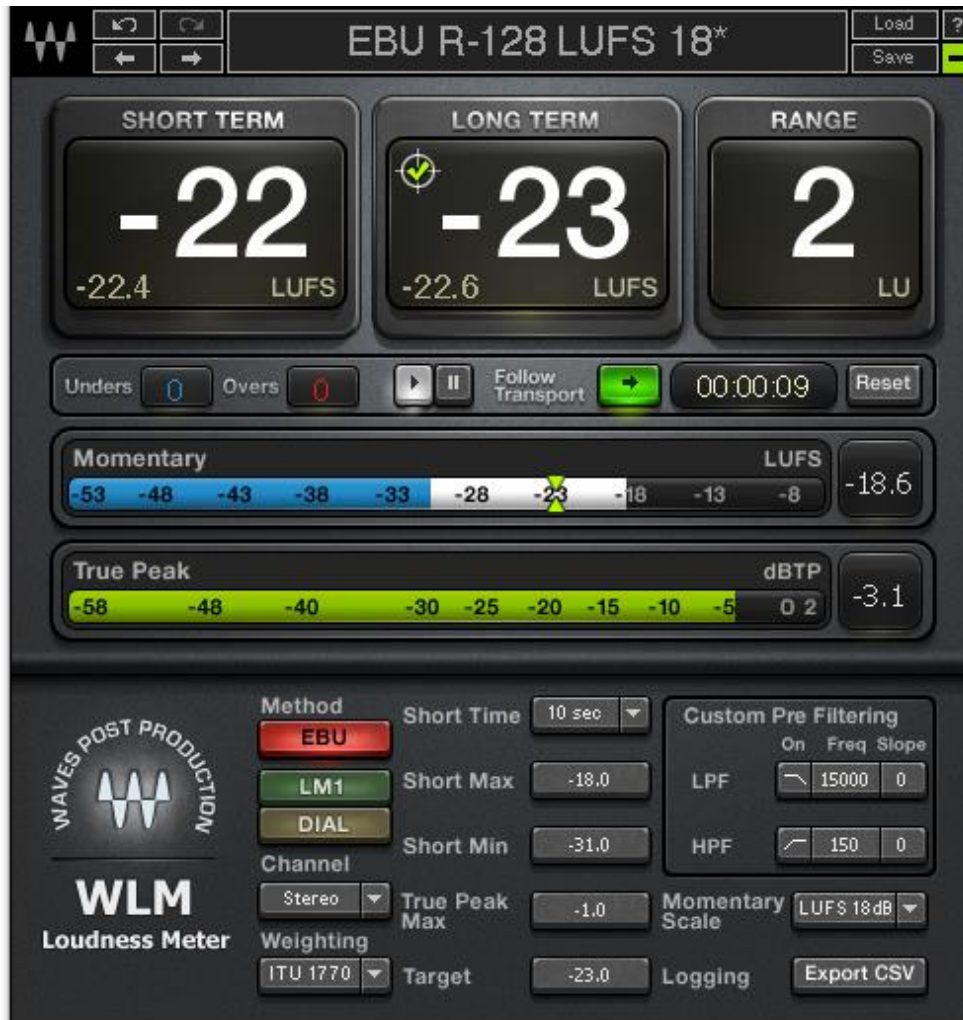 EBU R-128 LUFS 18*
Load
?
Save
SHORT TERM
LONG TERM
RANGE
-22
-23
2
-22.4 LUFS
-22.6 LUFS
LU
Unders 0 Overs 0 Follow Transport 00:00:09 Reset
Momentary LUFS
-53 -48 -43 -38 -33 -28 -23 -18 -13 -8
-18.6
True Peak dBTP
-58 -48 -40 -30 -25 -20 -15 -10 -5 0 2
-3.1
WAVES POST PRODUCTION
WLM
Loudness Meter
Method
EBU
LM1
DIAL
Channel
Stereo
Weighting
ITU 1770
Short Time 10 sec
Short Max -18.0
Short Min -31.0
True Peak Max -1.0
Target -23.0
Custom Pre Filtering
On Freq Slope
LPF 15000 0
HPF 150 0
Momentary Scale LUFS 18dB
Logging Export CSV